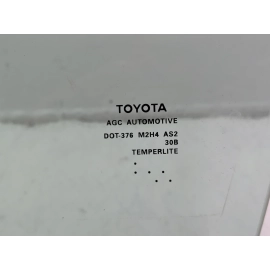 TOYOTA
AGC AUTOMOTIVE
DOT-376 M2H4 AS2
30B
TEMPERLITE